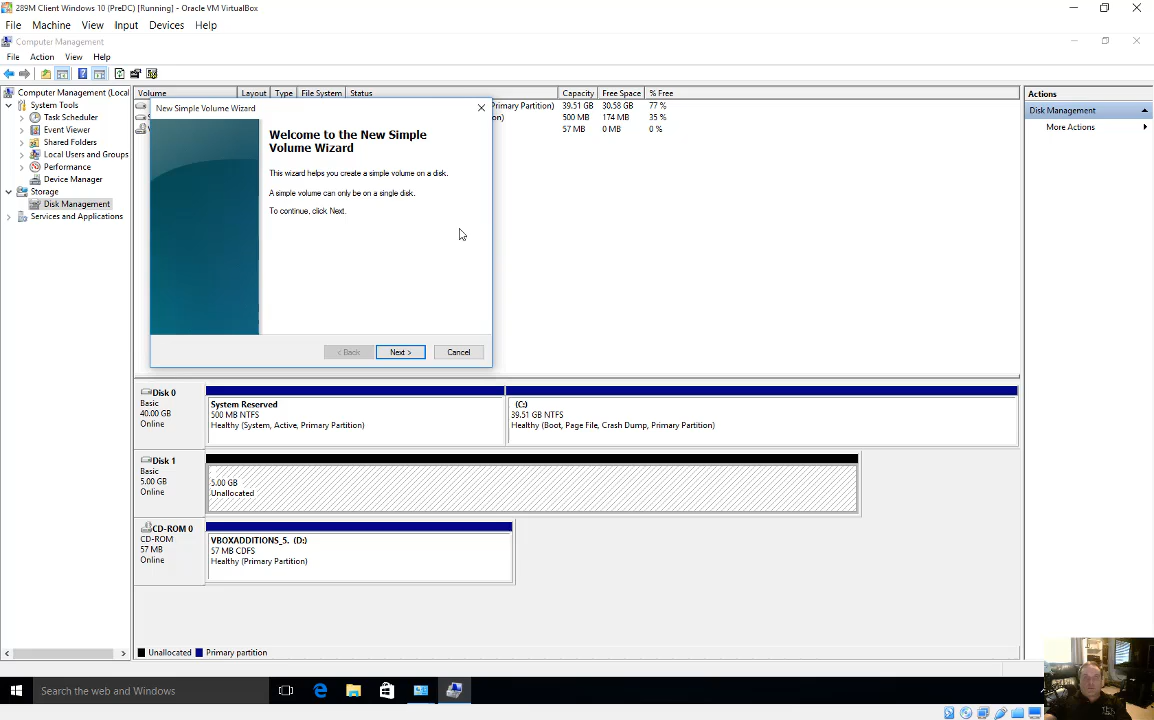 289M Client Windows 10 (PreDC) [Running] - Oracle VM VirtualBox
File Machine View Input Devices Help
Computer Management
File Action View Help
Computer Management (Local
System Tools
Task Scheduler
Event Viewer
Shared Folders
Local Users and Groups
Performance
Device Manager
Storage
Disk Management
Services and Applications
Volume Layout Type File System Status Capacity Free Space % Free
Primary Partition) 39.51 GB 30.58 GB 77 %
on) 500 MB 174 MB 35 %
57 MB 0 MB 0 %
New Simple Volume Wizard
Welcome to the New Simple
Volume Wizard
This wizard helps you create a simple volume on a disk.
A simple volume can only be on a single disk.
To continue, click Next.
< Back Next > Cancel
Actions
Disk Management
More Actions
Disk 0
Basic
40.00 GB
Online
System Reserved
500 MB NTFS
Healthy (System, Active, Primary Partition)
(C:)
39.51 GB NTFS
Healthy (Boot, Page File, Crash Dump, Primary Partition)
Disk 1
Basic
5.00 GB
Online
5.00 GB
Unallocated
CD-ROM 0
CD-ROM
57 MB
Online
VBOXADDITIONS_5. (D:)
57 MB CDFS
Healthy (Primary Partition)
Unallocated Primary partition
Search the web and Windows